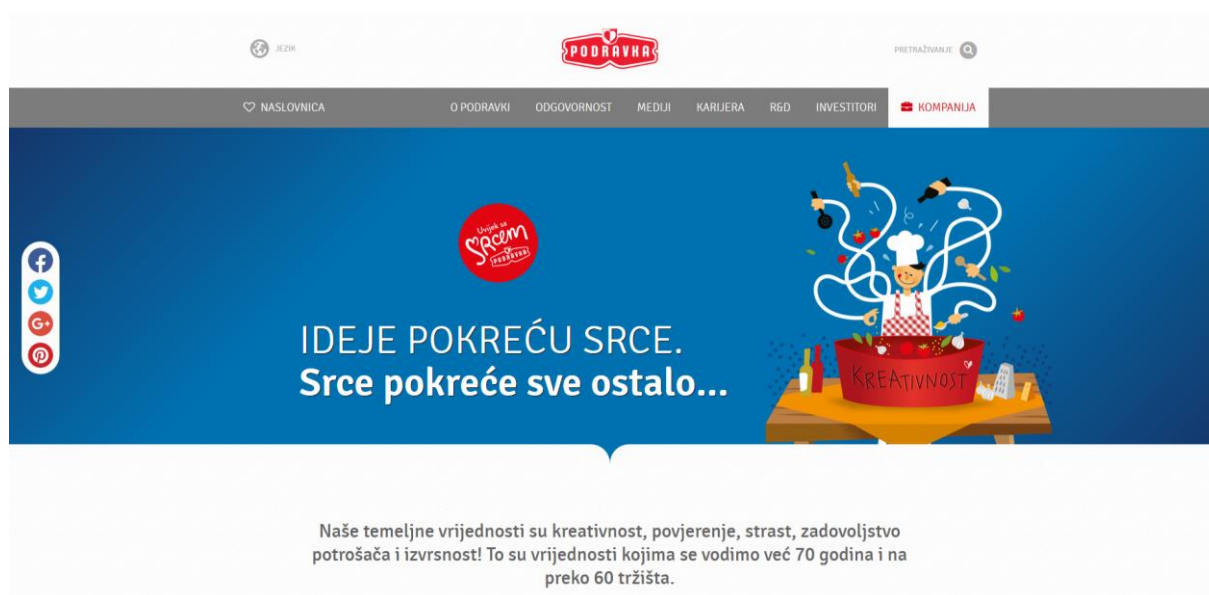 JEZIK
PODRAVKA
PRETRAŽIVANJE
NASLOVNICA
O PODRAVKI
ODGOVORNOST
MEDIJI
KARIJERA
R&D
INVESTITORI
KOMPANIJA
Uvijek sa
SRcem
PODRAVKA
IDEJE POKREĆU SRCE.
Srce pokreće sve ostalo...
KREATIVNOST
G+
Naše temeljne vrijednosti su kreativnost, povjerenje, strast, zadovoljstvo
potrošača i izvrsnost! To su vrijednosti kojima se vodimo već 70 godina i na
preko 60 tržišta.